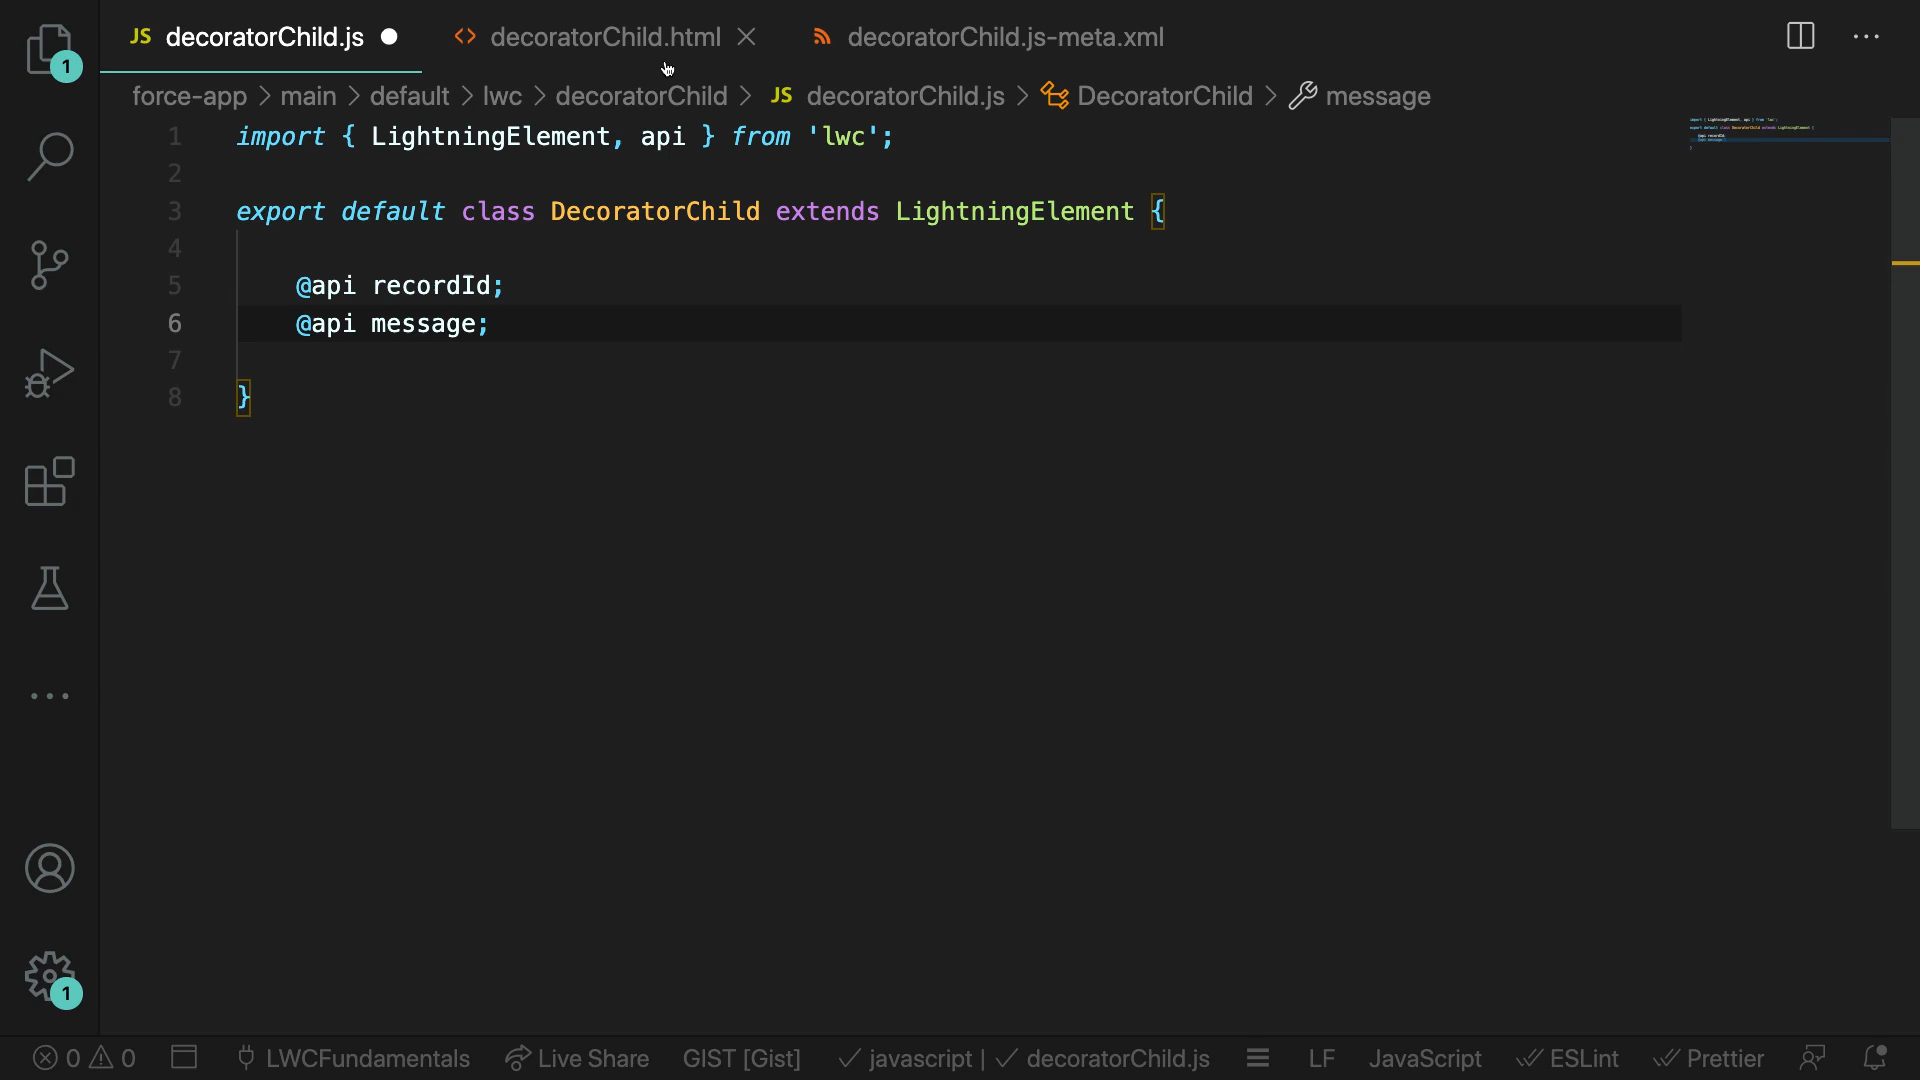 JS decoratorChild.js
<> decoratorChild.html
decoratorChild.js-meta.xml
force-app > main > default > lwc > decoratorChild > JS decoratorChild.js > DecoratorChild > message
1 import { LightningElement, api } from 'lwc';
2
3 export default class DecoratorChild extends LightningElement {
4
5 @api recordId;
6 @api message;
7
8 }
1
1
0 0 LWCFundamentals Live Share GIST [Gist] javascript | decoratorChild.js LF JavaScript ESLint Prettier